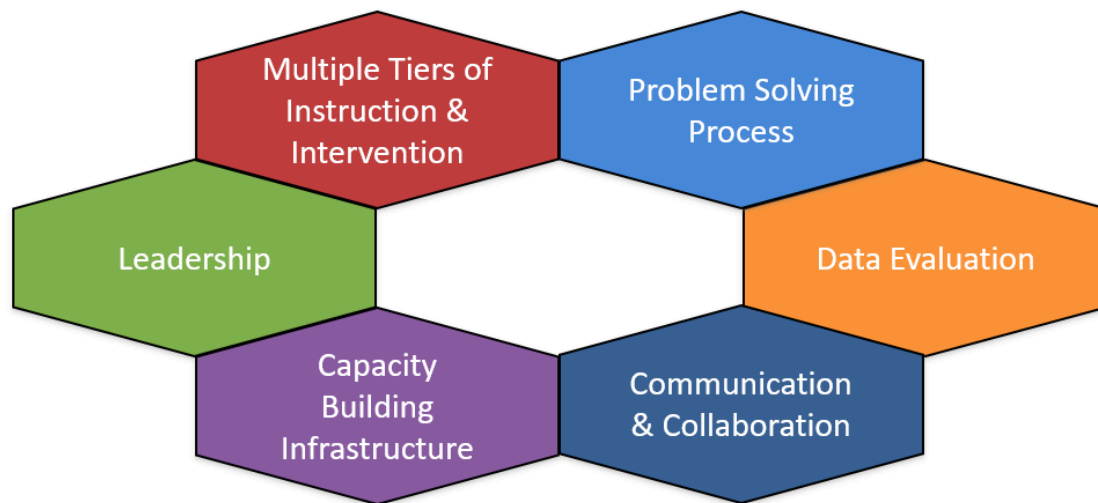 Multiple Tiers of
Instruction &
Intervention
Problem Solving
Process
Leadership
Data Evaluation
Capacity
Building
Infrastructure
Communication
& Collaboration